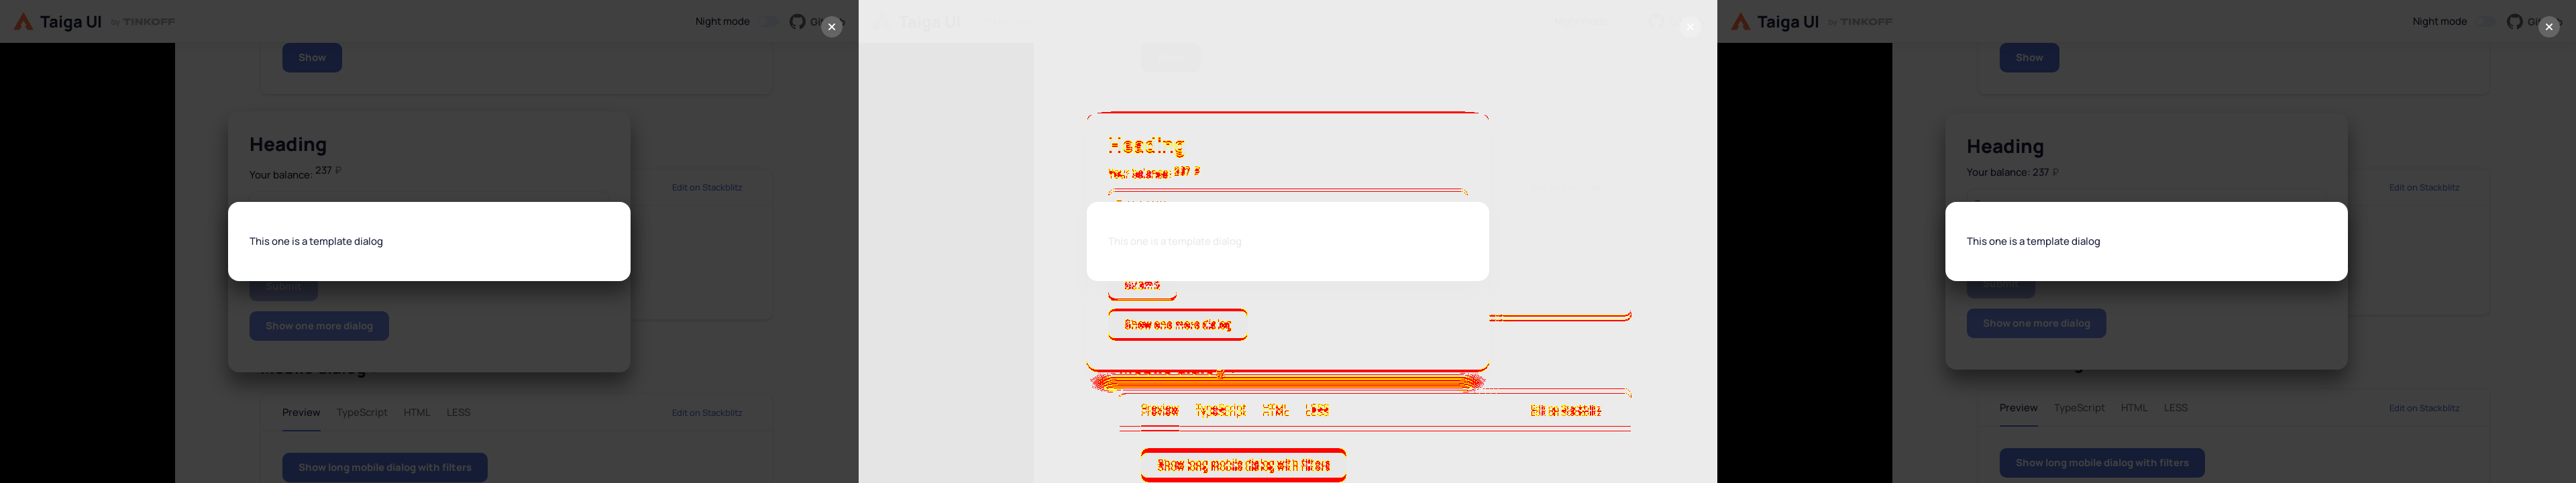 Taiga UI by TINKOFF Night mode
Show
Heading
Your balance: 237 ₽
Edit on Stackblitz
This one is a template dialog
Submit
Show one more dialog
Preview TypeScript HTML LESS Edit on Stackblitz
Show long mobile dialog with filters
Heading
Your balance: 237 ₽
This one is a template dialog
Show one more dialog
Preview TypeScript HTML LESS
Show long mobile dialog with filters
Taiga UI by TINKOFF Night mode
Show
Heading
Your balance: 237 ₽
Edit on Stackblitz
This one is a template dialog
Submit
Show one more dialog
Preview TypeScript HTML LESS Edit on Stackblitz
Show long mobile dialog with filters